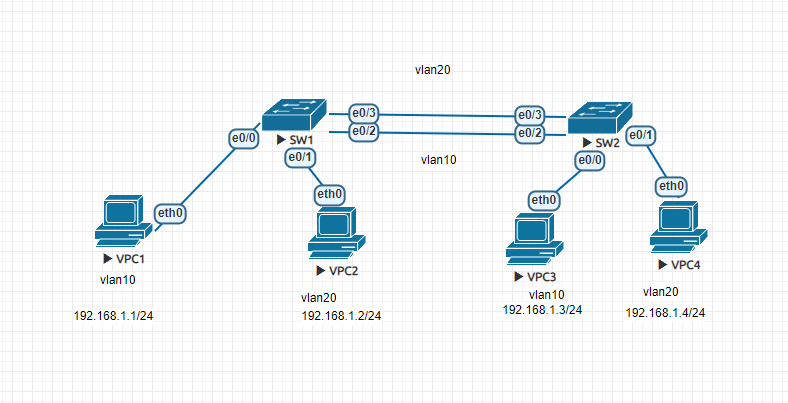 vlan20
e0/3
e0/3
e0/2
e0/2
e0/0
SW1
SW2
e0/1
e0/1
vlan10
e0/0
eth0
eth0
eth0
eth0
VPC1
VPC2
VPC3
VPC4
vlan10
vlan20
vlan10
vlan20
192.168.1.1/24
192.168.1.2/24
192.168.1.3/24
192.168.1.4/24